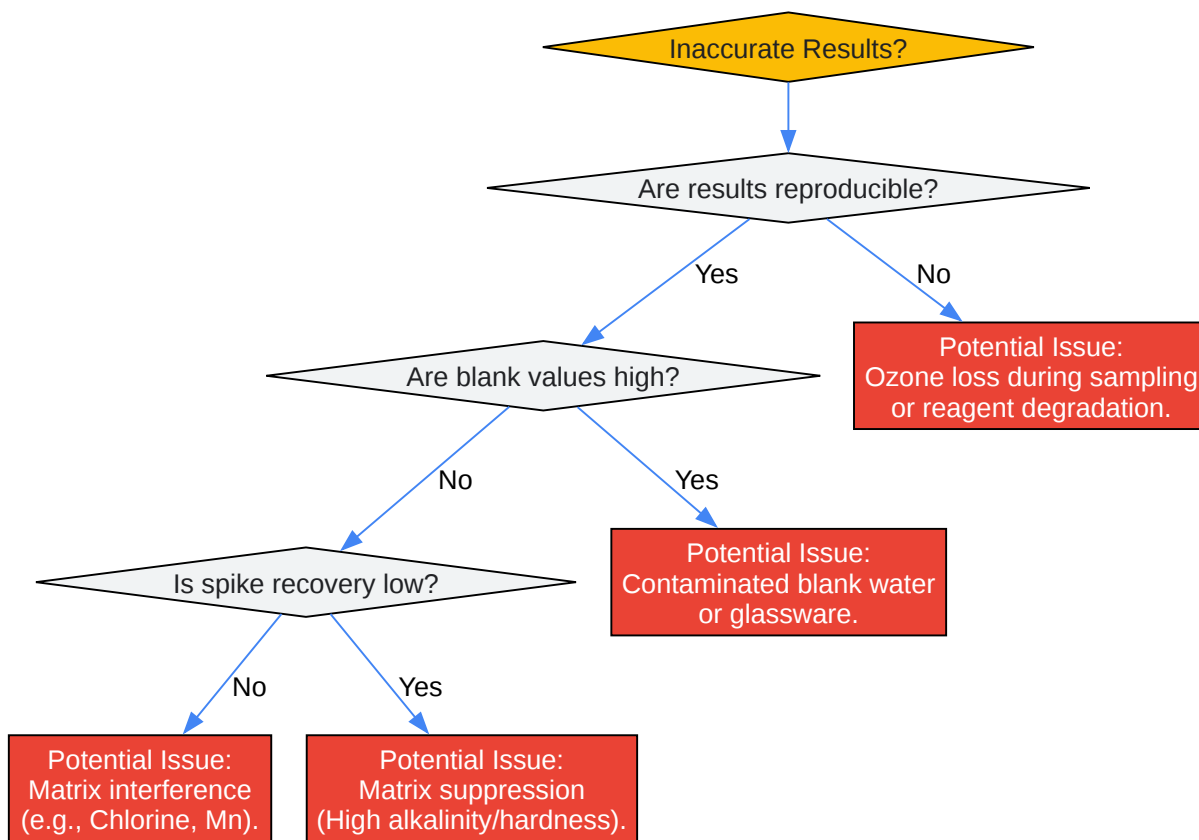 Inaccurate Results?
Are results reproducible?
Yes
No
Potential Issue:
Ozone loss during sampling
or reagent degradation.
Are blank values high?
No
Yes
Potential Issue:
Contaminated blank water
or glassware.
Is spike recovery low?
No
Yes
Potential Issue:
Matrix interference
(e.g., Chlorine, Mn).
Potential Issue:
Matrix suppression
(High alkalinity/hardness).